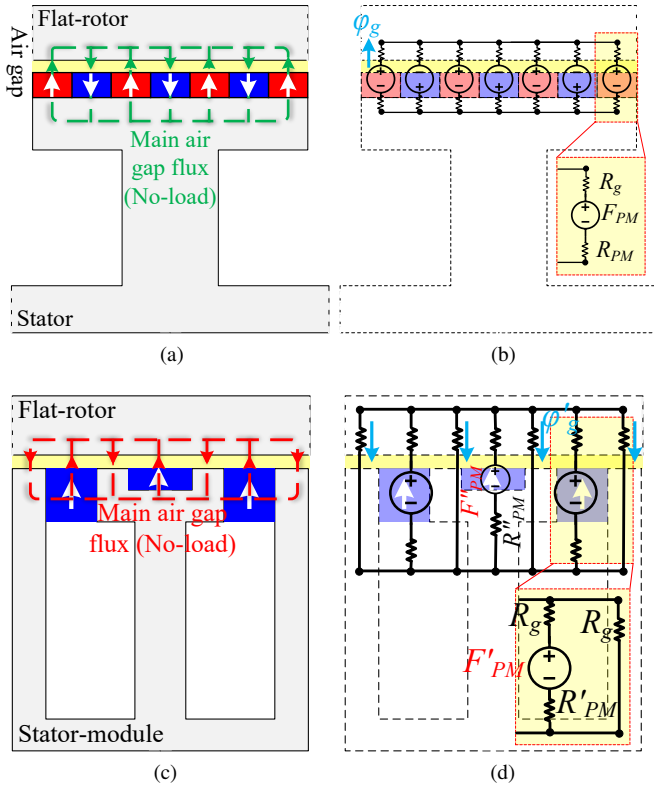 Flat-rotor
Air gap
Main air
gap flux
(No-load)
Stator
(a)
φg
Rg
+
−
FPM
RPM
(b)
Flat-rotor
Main air gap
flux (No-load)
Stator-module
(c)
φ'g
F''PM
R''PM
Rg
Rg
+
−
F'PM
R'PM
(d)